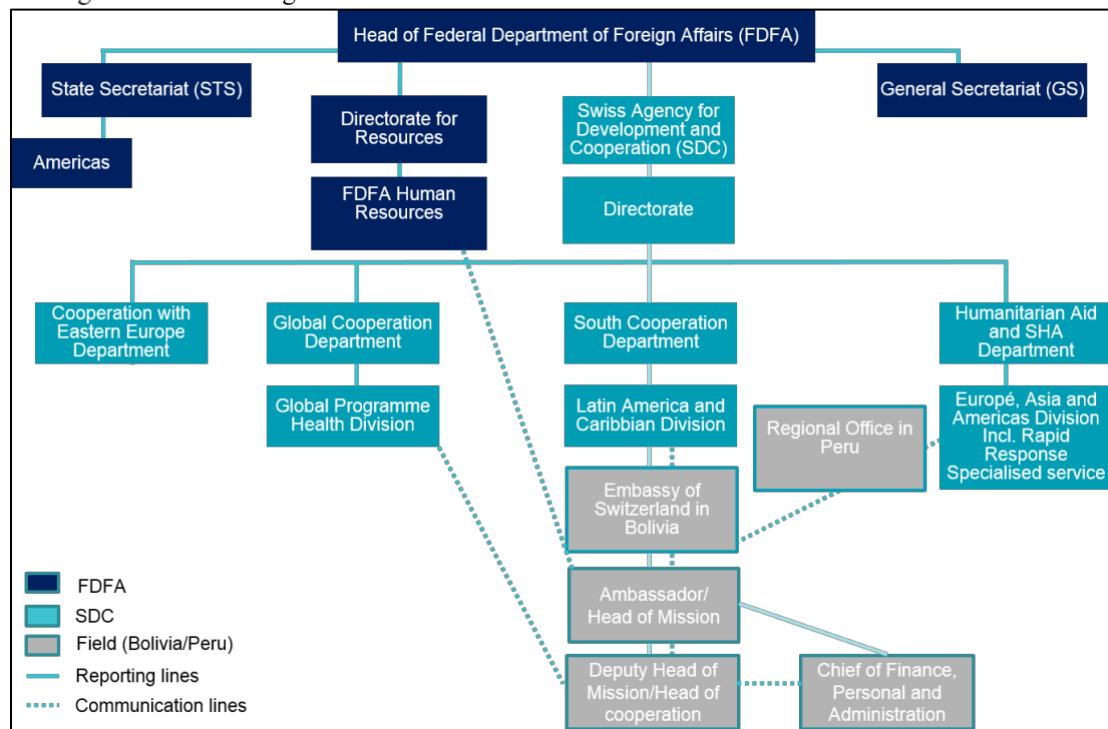 Head of Federal Department of Foreign Affairs (FDFA)
State Secretariat (STS)
General Secretariat (GS)
Directorate for
Resources
Swiss Agency for
Development and
Cooperation (SDC)
Americas
FDFA Human
Resources
Directorate
Cooperation with
Eastern Europe
Department
Global Cooperation
Department
South Cooperation
Department
Humanitarian Aid
and SHA
Department
Global Programme
Health Division
Latin America and
Caribbian Division
Regional Office in
Peru
Europé, Asia and
Americas Division
Incl. Rapid
Response
Specialised service
Embassy of
Switzerland in
Bolivia
Ambassador/
Head of Mission
Deputy Head of
Mission/Head of
cooperation
Chief of Finance,
Personal and
Administration
FDFA
SDC
Field (Bolivia/Peru)
Reporting lines
Communication lines